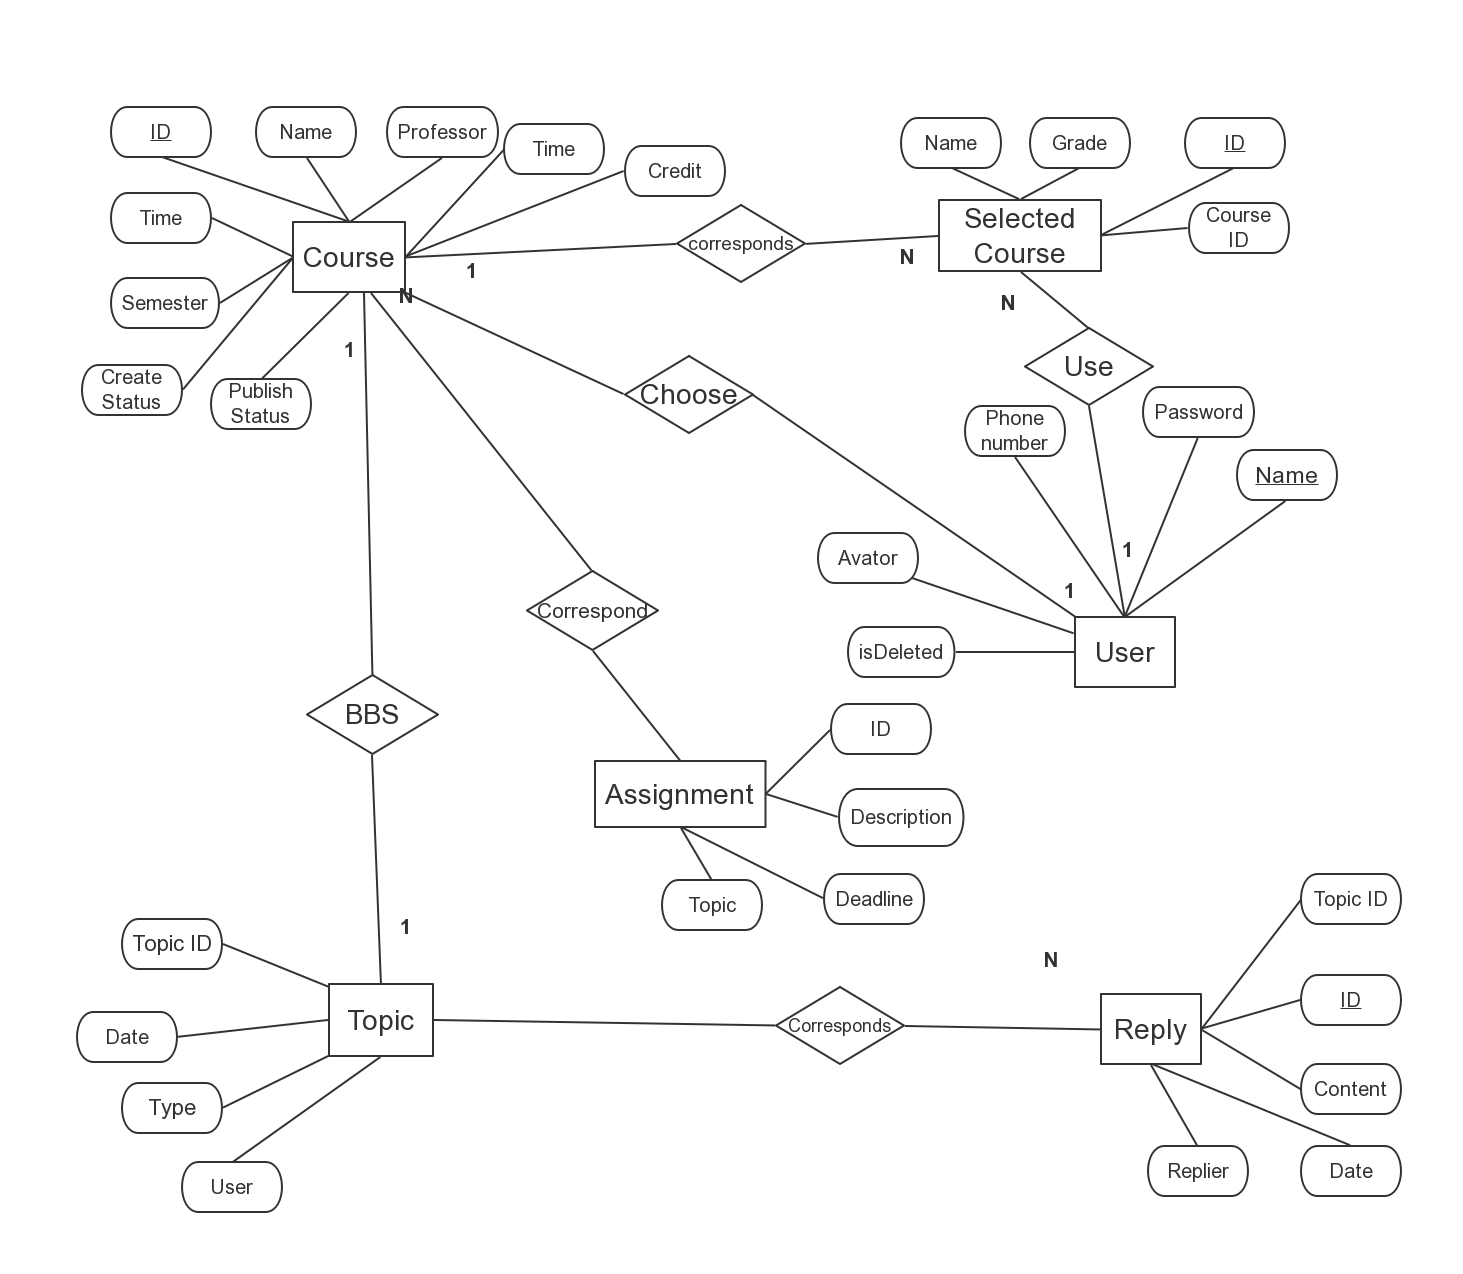 ID
Name
Professor
Time
Credit
Name
Grade
ID
Time
Course
ID
Course
corresponds
Selected
Course
1
N
Semester
N
N
1
Create
Status
Publish
Status
Choose
Use
Phone
number
Password
Name
1
Avator
1
Correspond
isDeleted
User
BBS
ID
Assignment
Description
Topic
Deadline
Topic ID
1
Topic ID
N
Date
Topic
Corresponds
Reply
ID
Type
Content
User
Replier
Date